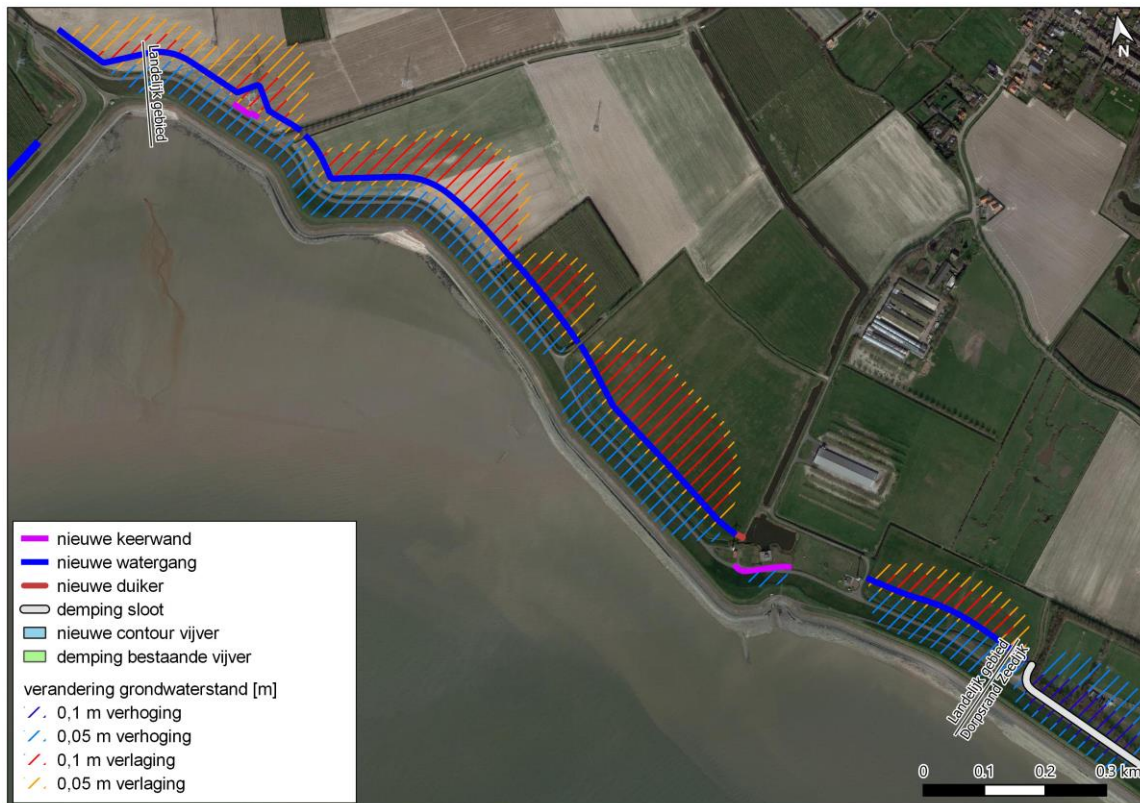 N
Landelijk gebied
Landelijk gebied
Dorpsrand Zeedijk
nieuwe keerwand
nieuwe watergang
nieuwe duiker
demping sloot
nieuwe contour vijver
demping bestaande vijver
verandering grondwaterstand [m]
0,1 m verhoging
0,05 m verhoging
0,1 m verlaging
0,05 m verlaging
0 0.1 0.2 0.3 km